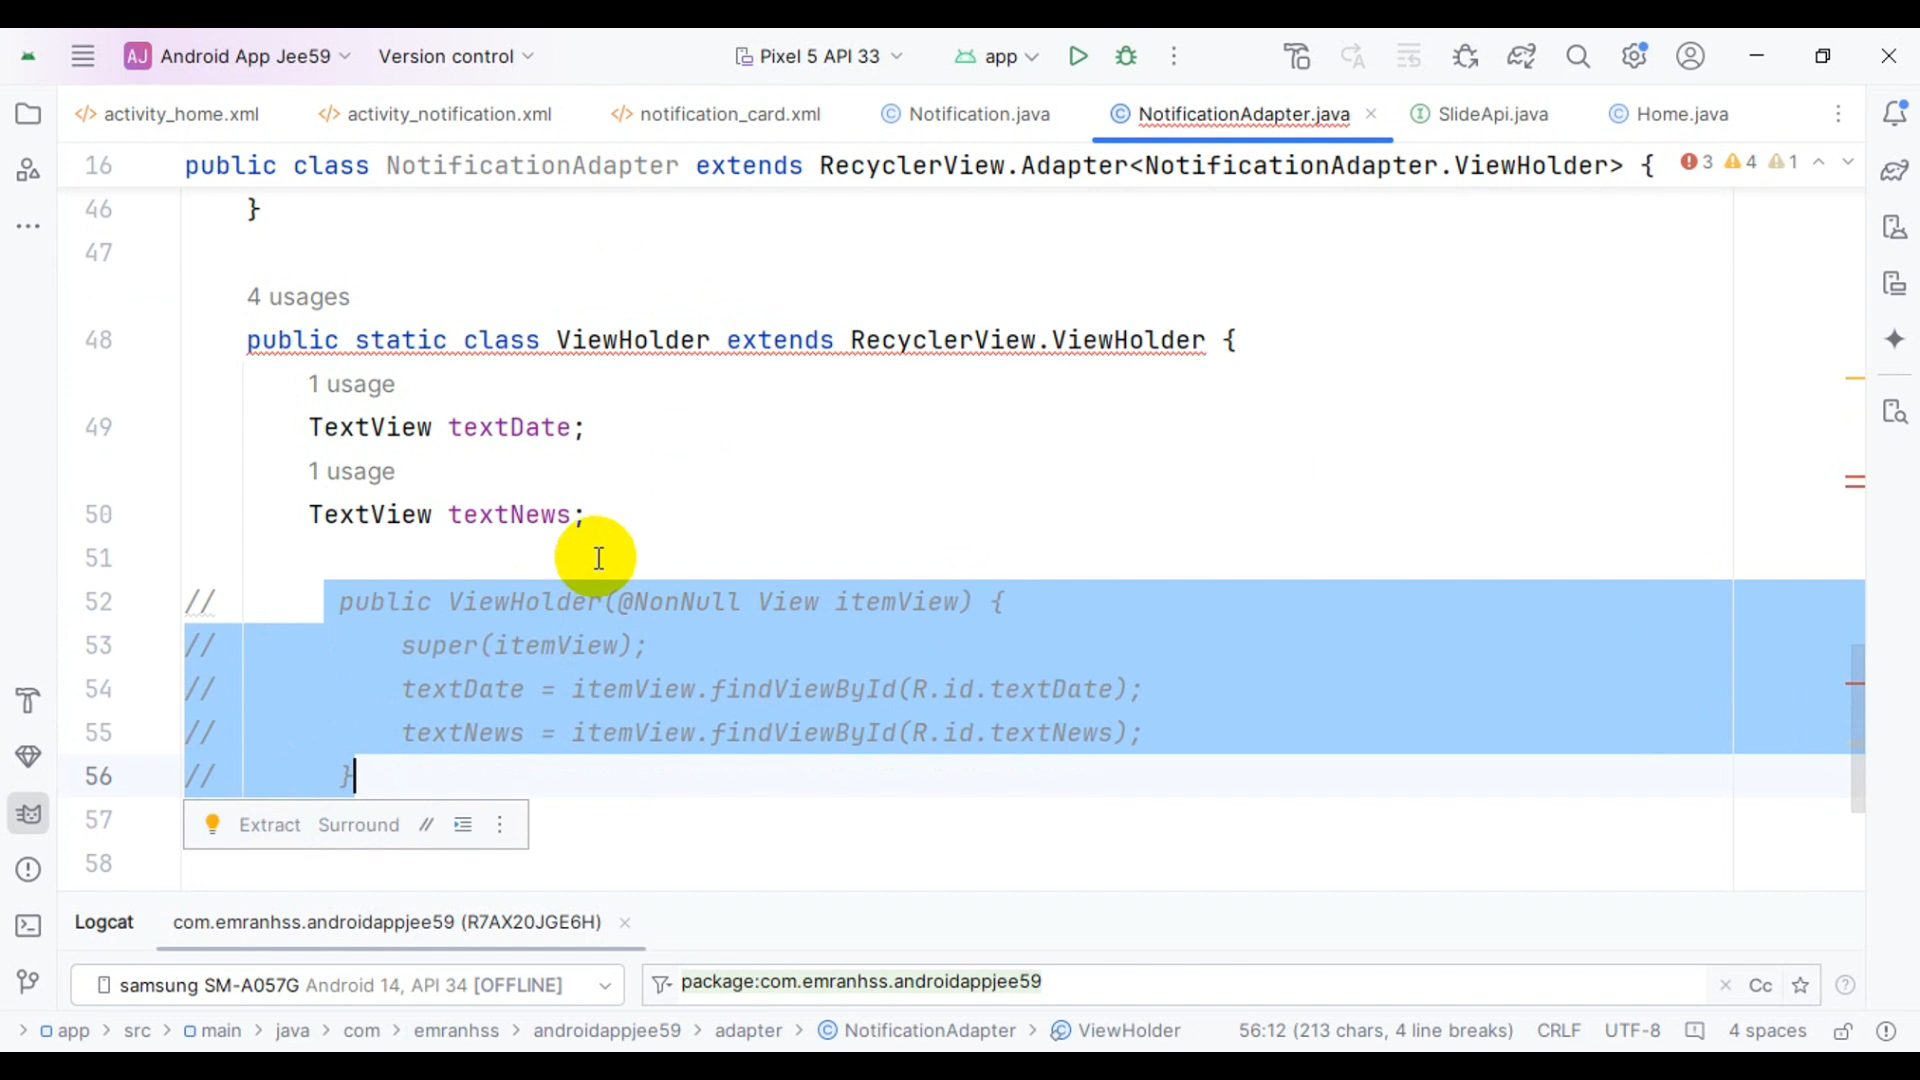 AJ Android App Jee59 Version control Pixel 5 API 33 app
activity_home.xml activity_notification.xml notification_card.xml Notification.java NotificationAdapter.java SlideApi.java Home.java
16 public class NotificationAdapter extends RecyclerView.Adapter<NotificationAdapter.ViewHolder> { 3 4 1
46 }
47
4 usages
48 public static class ViewHolder extends RecyclerView.ViewHolder {
1 usage
49 TextView textDate;
1 usage
50 TextView textNews;
51
52 // public ViewHolder(@NonNull View itemView) {
53 // super(itemView);
54 // textDate = itemView.findViewById(R.id.textDate);
55 // textNews = itemView.findViewById(R.id.textNews);
56 // }
57 Extract Surround //
58
Logcat com.emranhss.androidappjee59 (R7AX20JGE6H)
samsung SM-A057G Android 14, API 34 [OFFLINE] package:com.emranhss.androidappjee59 Cc
app > src > main > java > com > emranhss > androidappjee59 > adapter > NotificationAdapter > ViewHolder 56:12 (213 chars, 4 line breaks) CRLF UTF-8 4 spaces